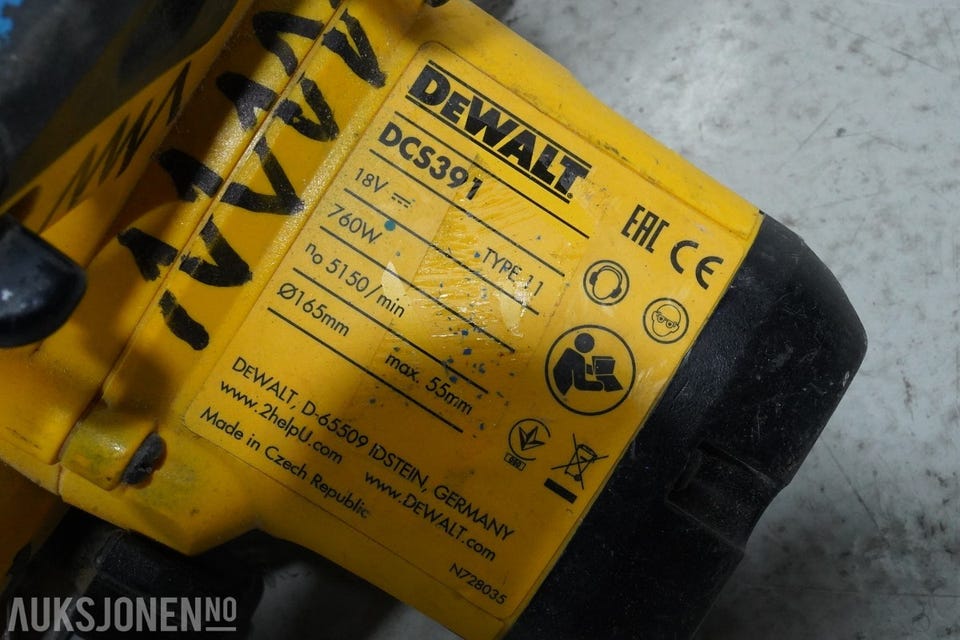 DEWALT
DCS391
18V TYPE 11
760W
n₀ 5150/min
Ø165mm max. 55mm
EAC CE
DEWALT, D-65509 IDSTEIN, GERMANY
www.2helpU.com www.DEWALT.com
Made in Czech Republic
N728035
AUKSJONEN NO